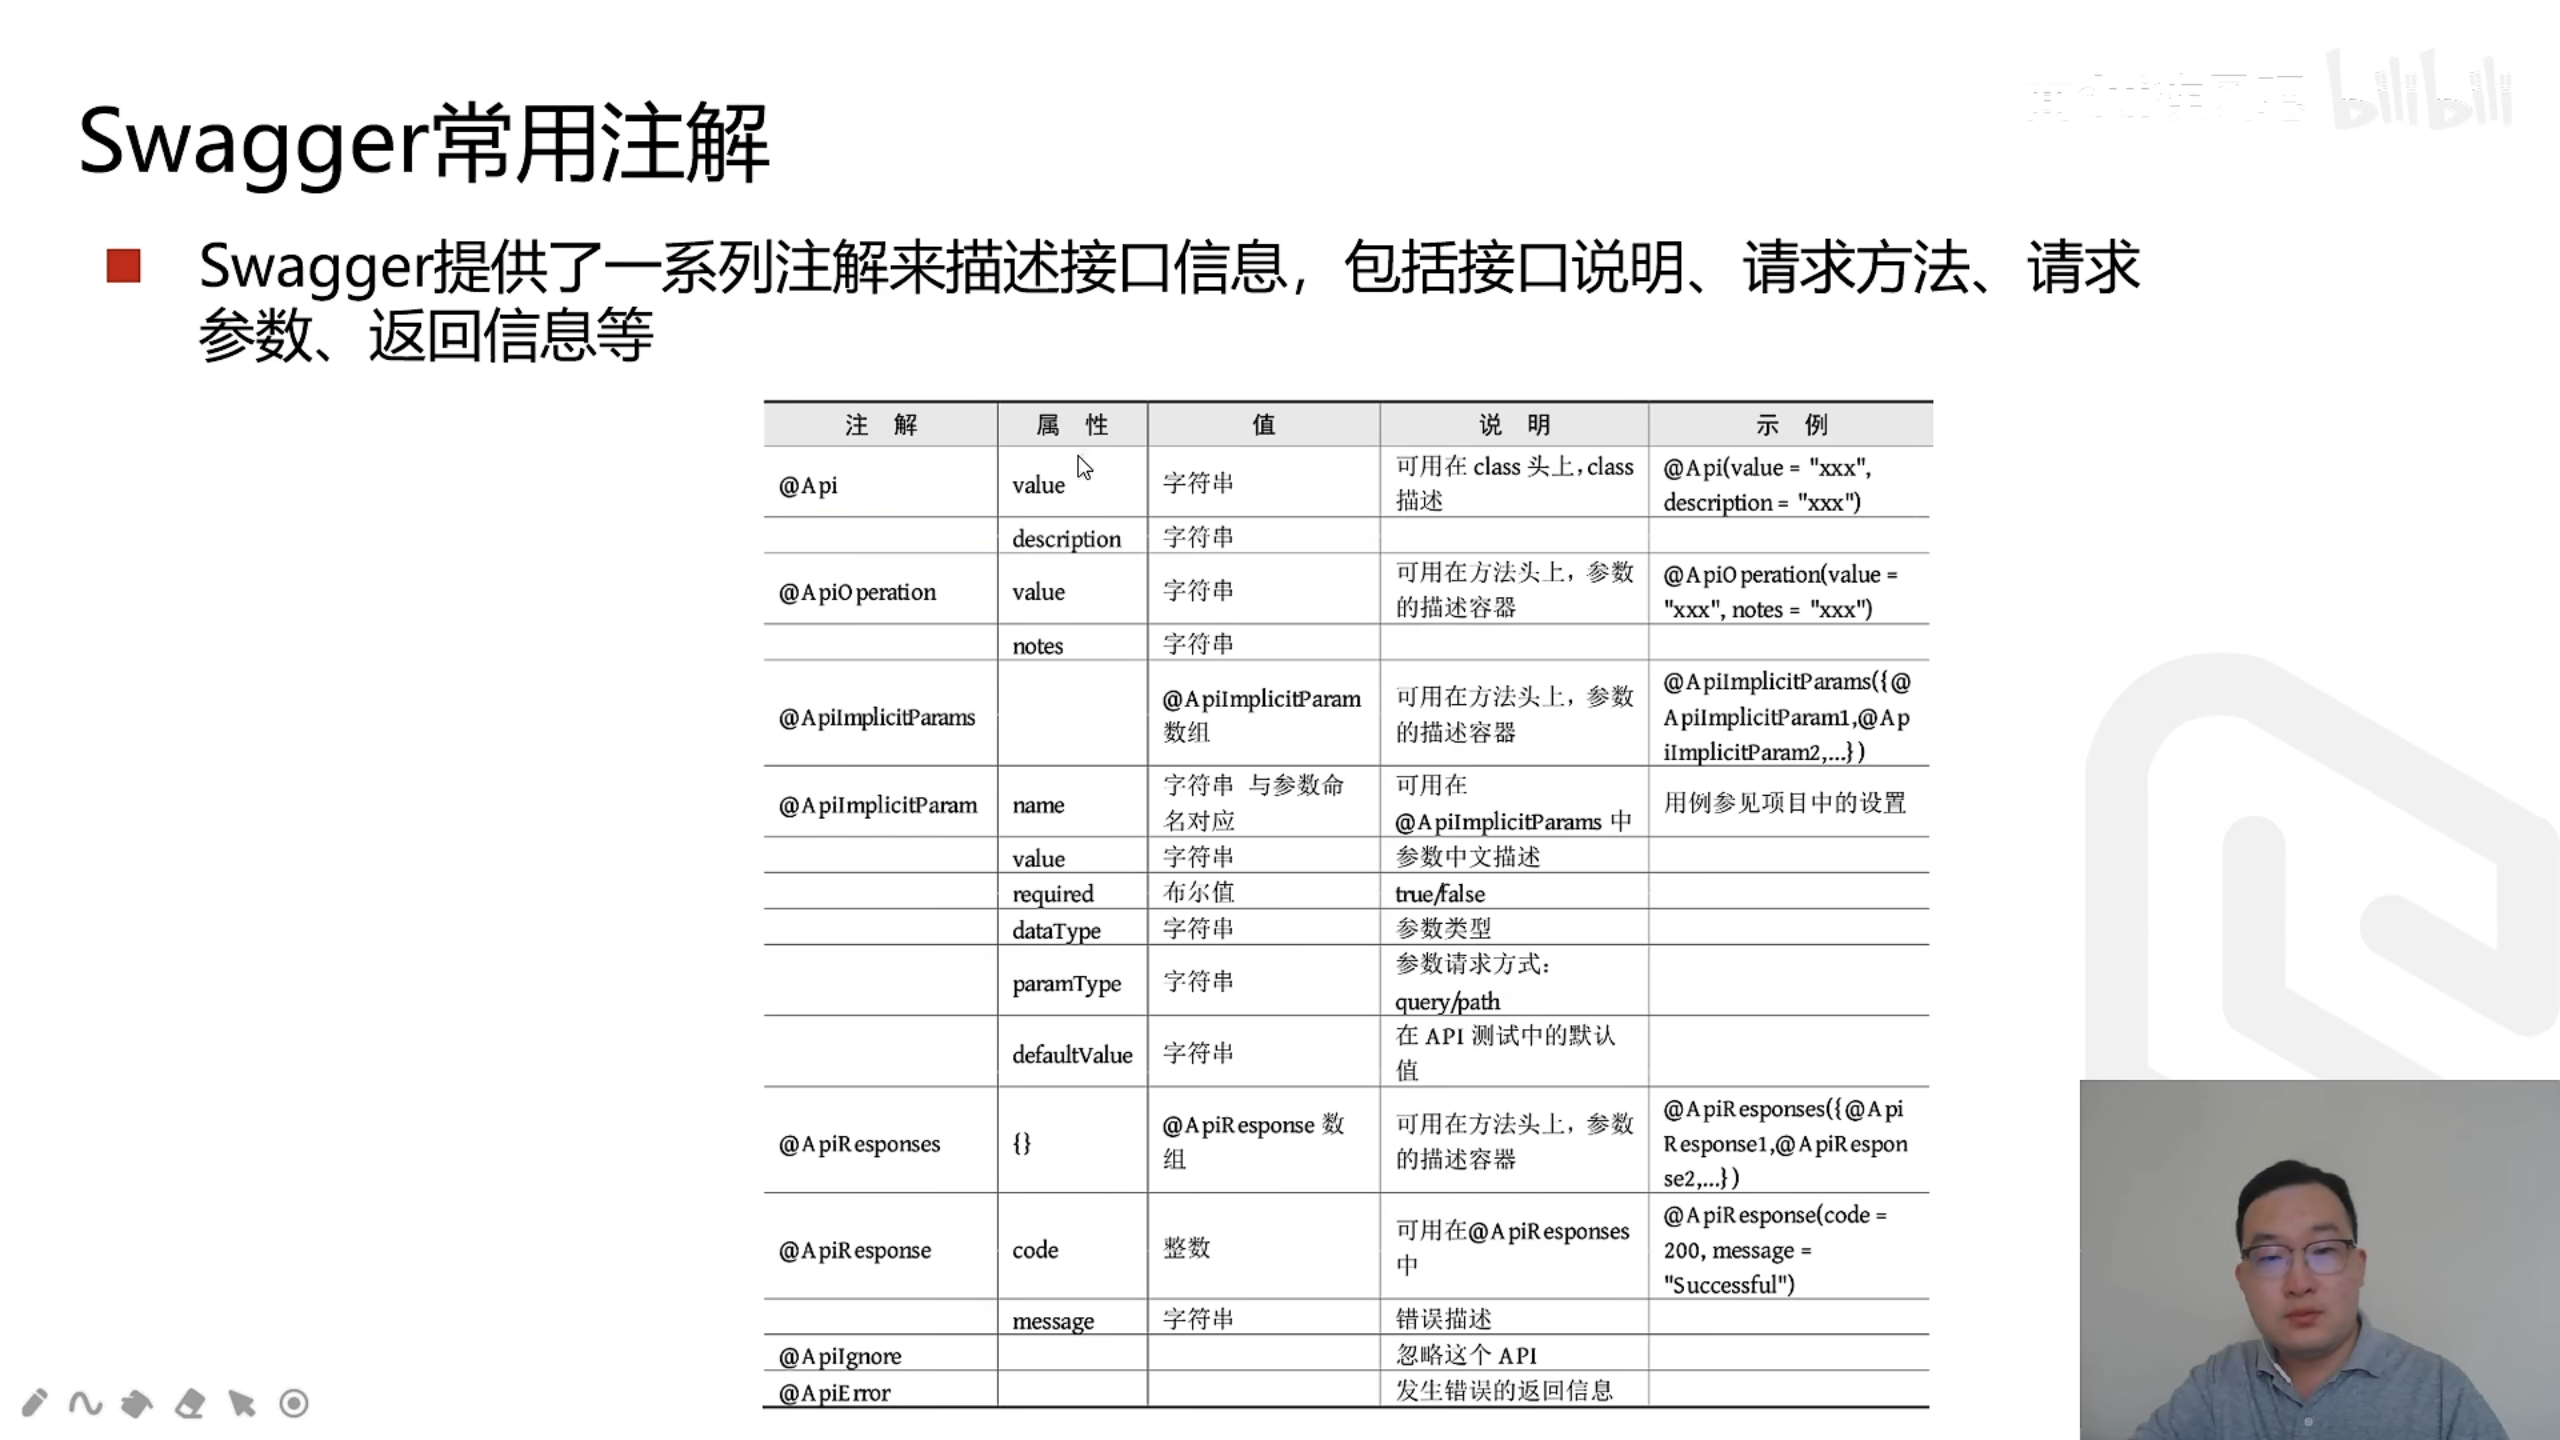 Swagger常用注解
Swagger提供了一系列注解来描述接口信息，包括接口说明、请求方法、请求
参数、返回信息等
注 解 属 性 值 说 明 示 例
@Api value 字符串 可用在 class 头上，class
描述 @Api(value = "xxx",
description = "xxx")
description 字符串
@ApiOperation value 字符串 可用在方法头上，参数
的描述容器 @ApiOperation(value =
"xxx", notes = "xxx")
notes 字符串
@ApiImplicitParams @ApiImplicitParam
数组 可用在方法头上，参数
的描述容器 @ApiImplicitParams({@
ApiImplicitParam1,@Ap
iImplicitParam2,...})
@ApiImplicitParam name 字符串 与参数命
名对应 可用在
@ApiImplicitParams 中 用例参见项目中的设置
value 字符串 参数中文描述
required 布尔值 true/false
dataType 字符串 参数类型
paramType 字符串 参数请求方式：
query/path
defaultValue 字符串 在 API 测试中的默认
值
@ApiResponses {} @ApiResponse 数
组 可用在方法头上，参数
的描述容器 @ApiResponses({@Api
Response1,@ApiRespon
se2,...})
@ApiResponse code 整数 可用在@ApiResponses
中 @ApiResponse(code =
200, message =
"Successful")
message 字符串 错误描述
@ApiIgnore 忽略这个 API
@ApiError 发生错误的返回信息
bilibili